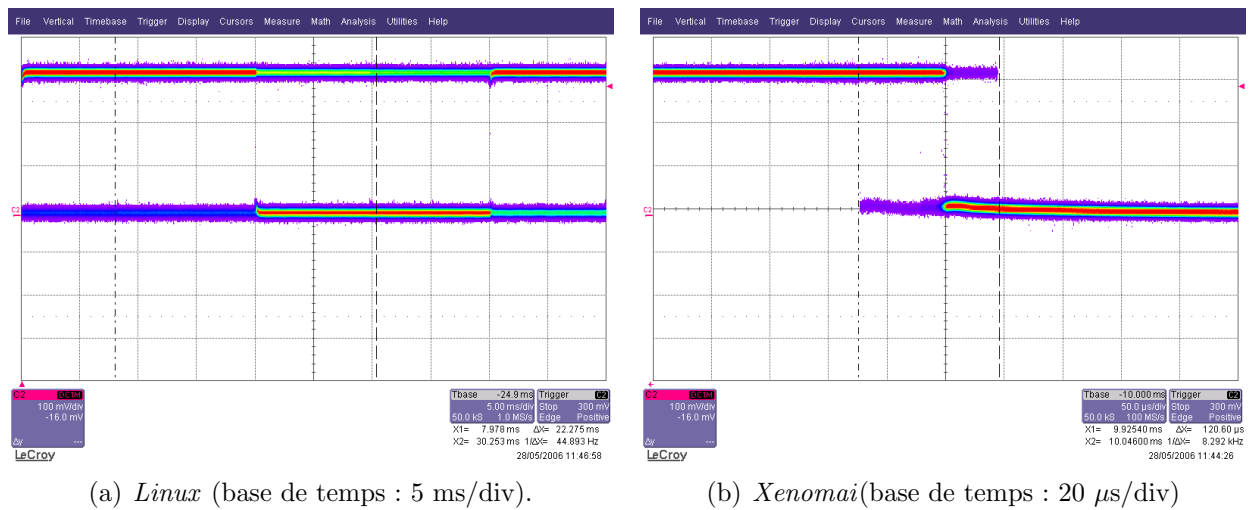 File Vertical Timebase Trigger Display Cursors Measure Math Analysis Utilities Help
C2
C2 DC1M
100 mV/div
-16.0 mV
Δy ---
LeCroy
Tbase -24.9 ms
5.00 ms/div
50.0 kS 1.0 MS/s
Trigger C2
Stop 300 mV
Edge Positive
X1= 7.978 ms ΔX= 22.275 ms
X2= 30.253 ms 1/ΔX= 44.893 Hz
28/05/2006 11:46:58
(a) Linux (base de temps : 5 ms/div).
File Vertical Timebase Trigger Display Cursors Measure Math Analysis Utilities Help
C2
C2 DC1M
100 mV/div
-16.0 mV
Δy ---
LeCroy
Tbase -10.000 ms
50.0 µs/div
50.0 kS 100 MS/s
Trigger C2
Stop 300 mV
Edge Positive
X1= 9.92540 ms ΔX= 120.60 µs
X2= 10.04600 ms 1/ΔX= 8.292 kHz
28/05/2006 11:44:26
(b) Xenomai(base de temps : 20 µs/div)